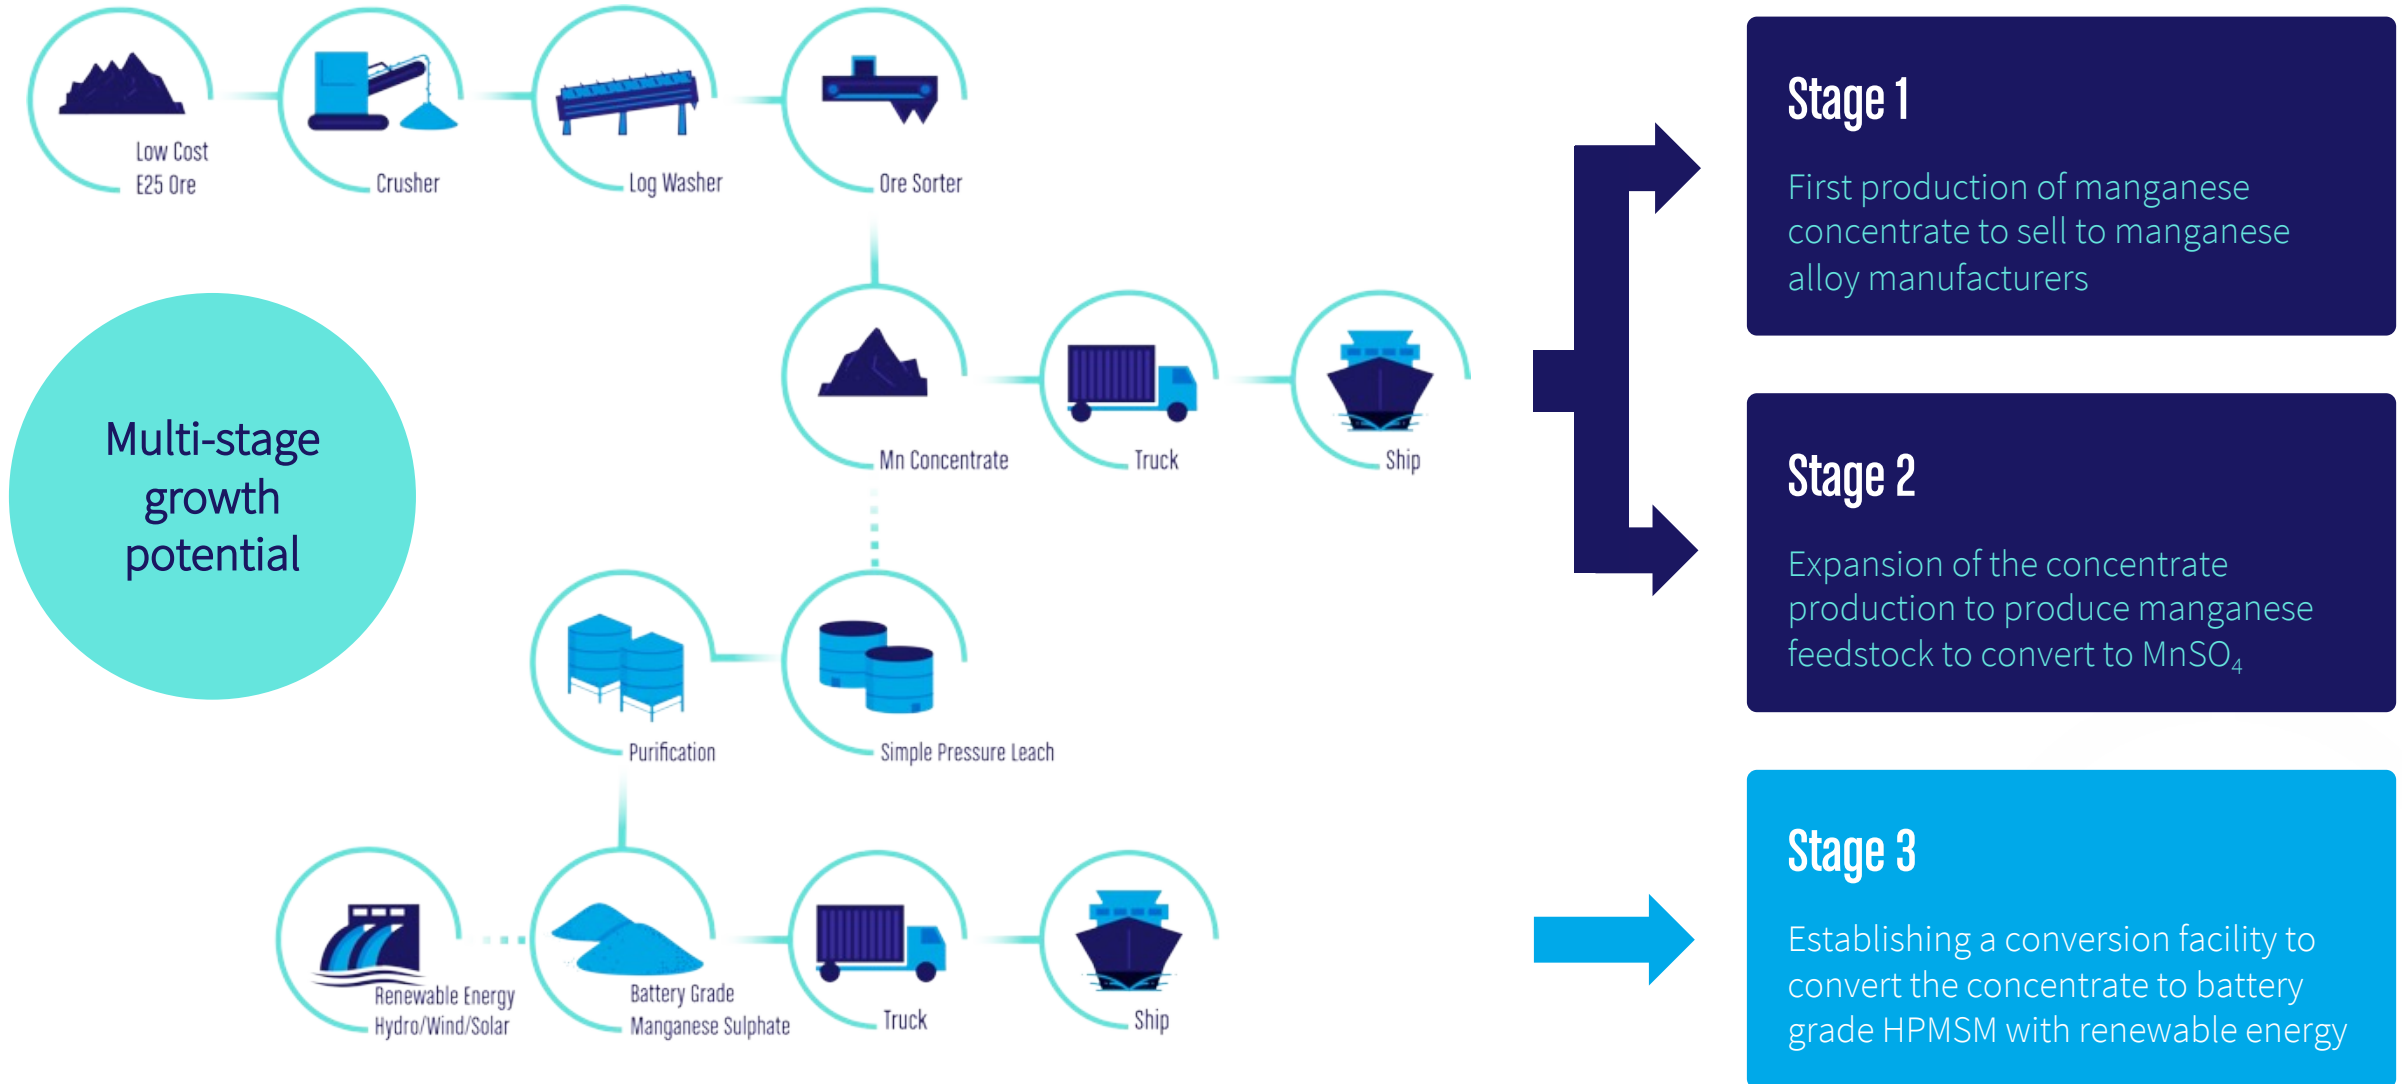 Low Cost
E25 Ore
Crusher
Log Washer
Ore Sorter
Mn Concentrate
Truck
Ship
Multi-stage
growth
potential
Purification
Simple Pressure Leach
Renewable Energy
Hydro/Wind/Solar
Battery Grade
Manganese Sulphate
Truck
Ship
Stage 1
First production of manganese
concentrate to sell to manganese
alloy manufacturers
Stage 2
Expansion of the concentrate
production to produce manganese
feedstock to convert to MnSO₄
Stage 3
Establishing a conversion facility to
convert the concentrate to battery
grade HPMSM with renewable energy